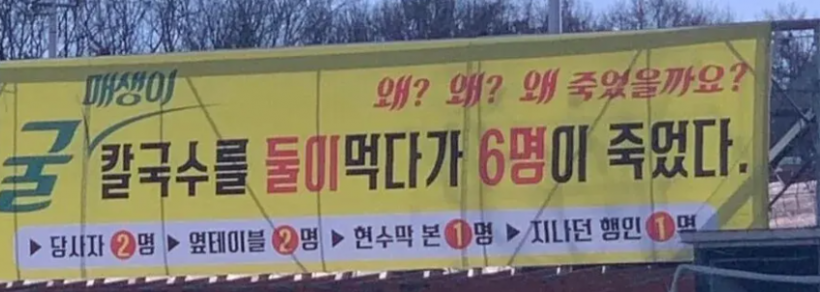 매생이
왜? 왜? 왜 죽었을까요?
굴 칼국수를 둘이먹다가 6명이 죽었다.
▶ 당사자 2명 ▶ 옆테이블 2명 ▶ 현수막 본 1명 ▶ 지나던 행인 1명